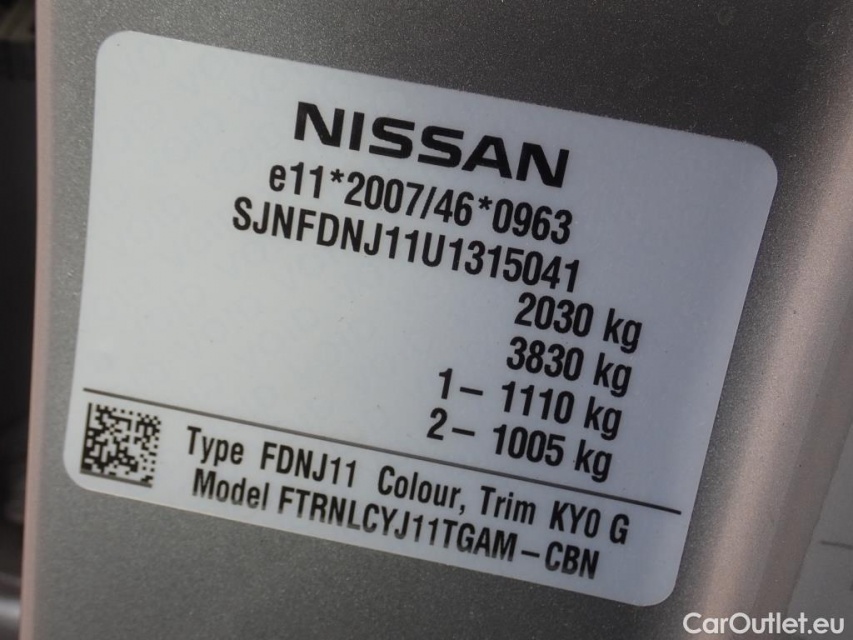 NISSAN
e11*2007/46*0963
SJNFDNJ11U1315041
2030 kg
3830 kg
1– 1110 kg
2– 1005 kg
Type FDNJ11 Colour, Trim KY0 G
Model FTRNLCYJ11TGAM–CBN
CarOutlet.eu